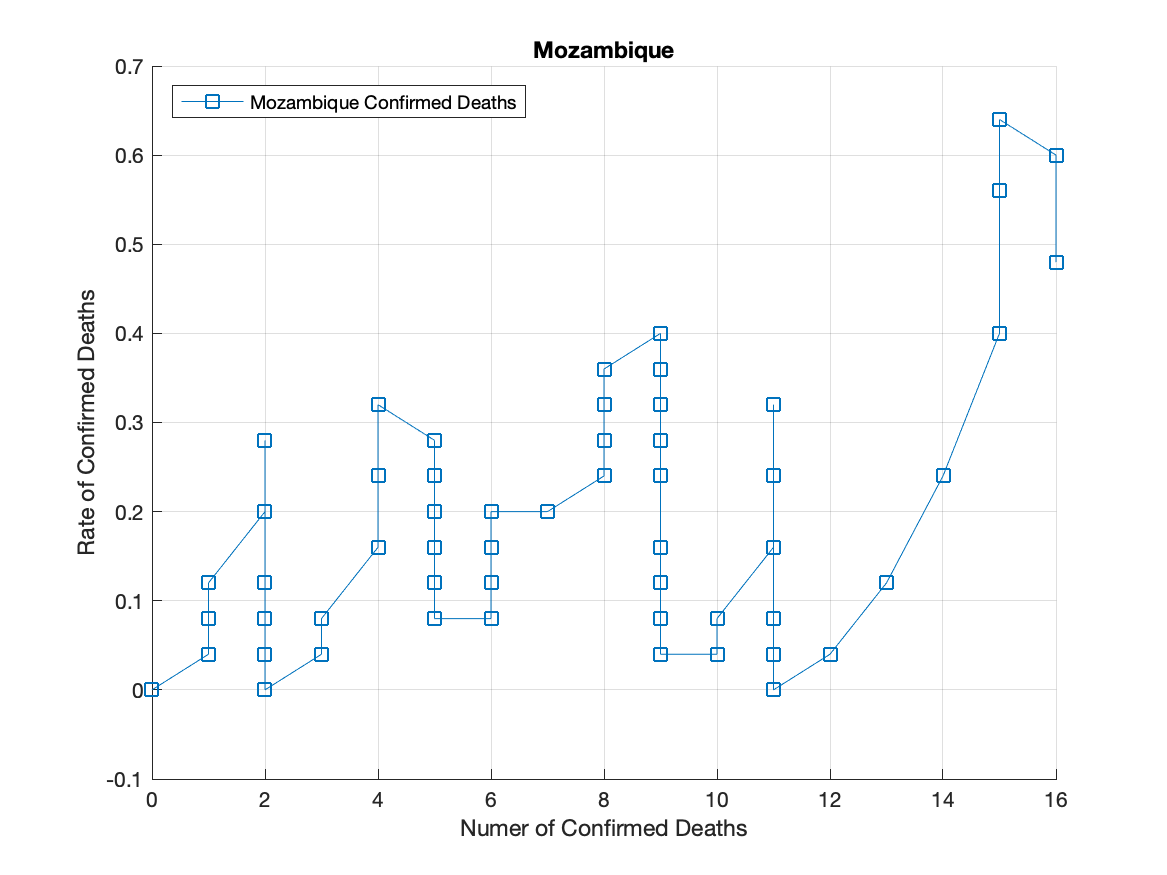 Mozambique
Mozambique Confirmed Deaths
Rate of Confirmed Deaths
0.7
0.6
0.5
0.4
0.3
0.2
0.1
0
-0.1
0 2 4 6 8 10 12 14 16
Numer of Confirmed Deaths